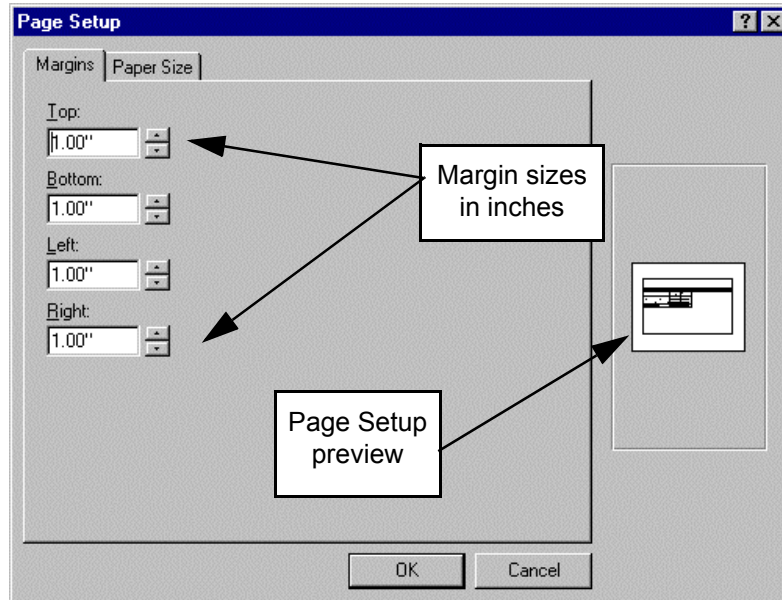 Page Setup
Margins Paper Size
Top:
1.00"
Bottom:
1.00"
Left:
1.00"
Right:
1.00"
Margin sizes
in inches
Page Setup
preview
OK Cancel